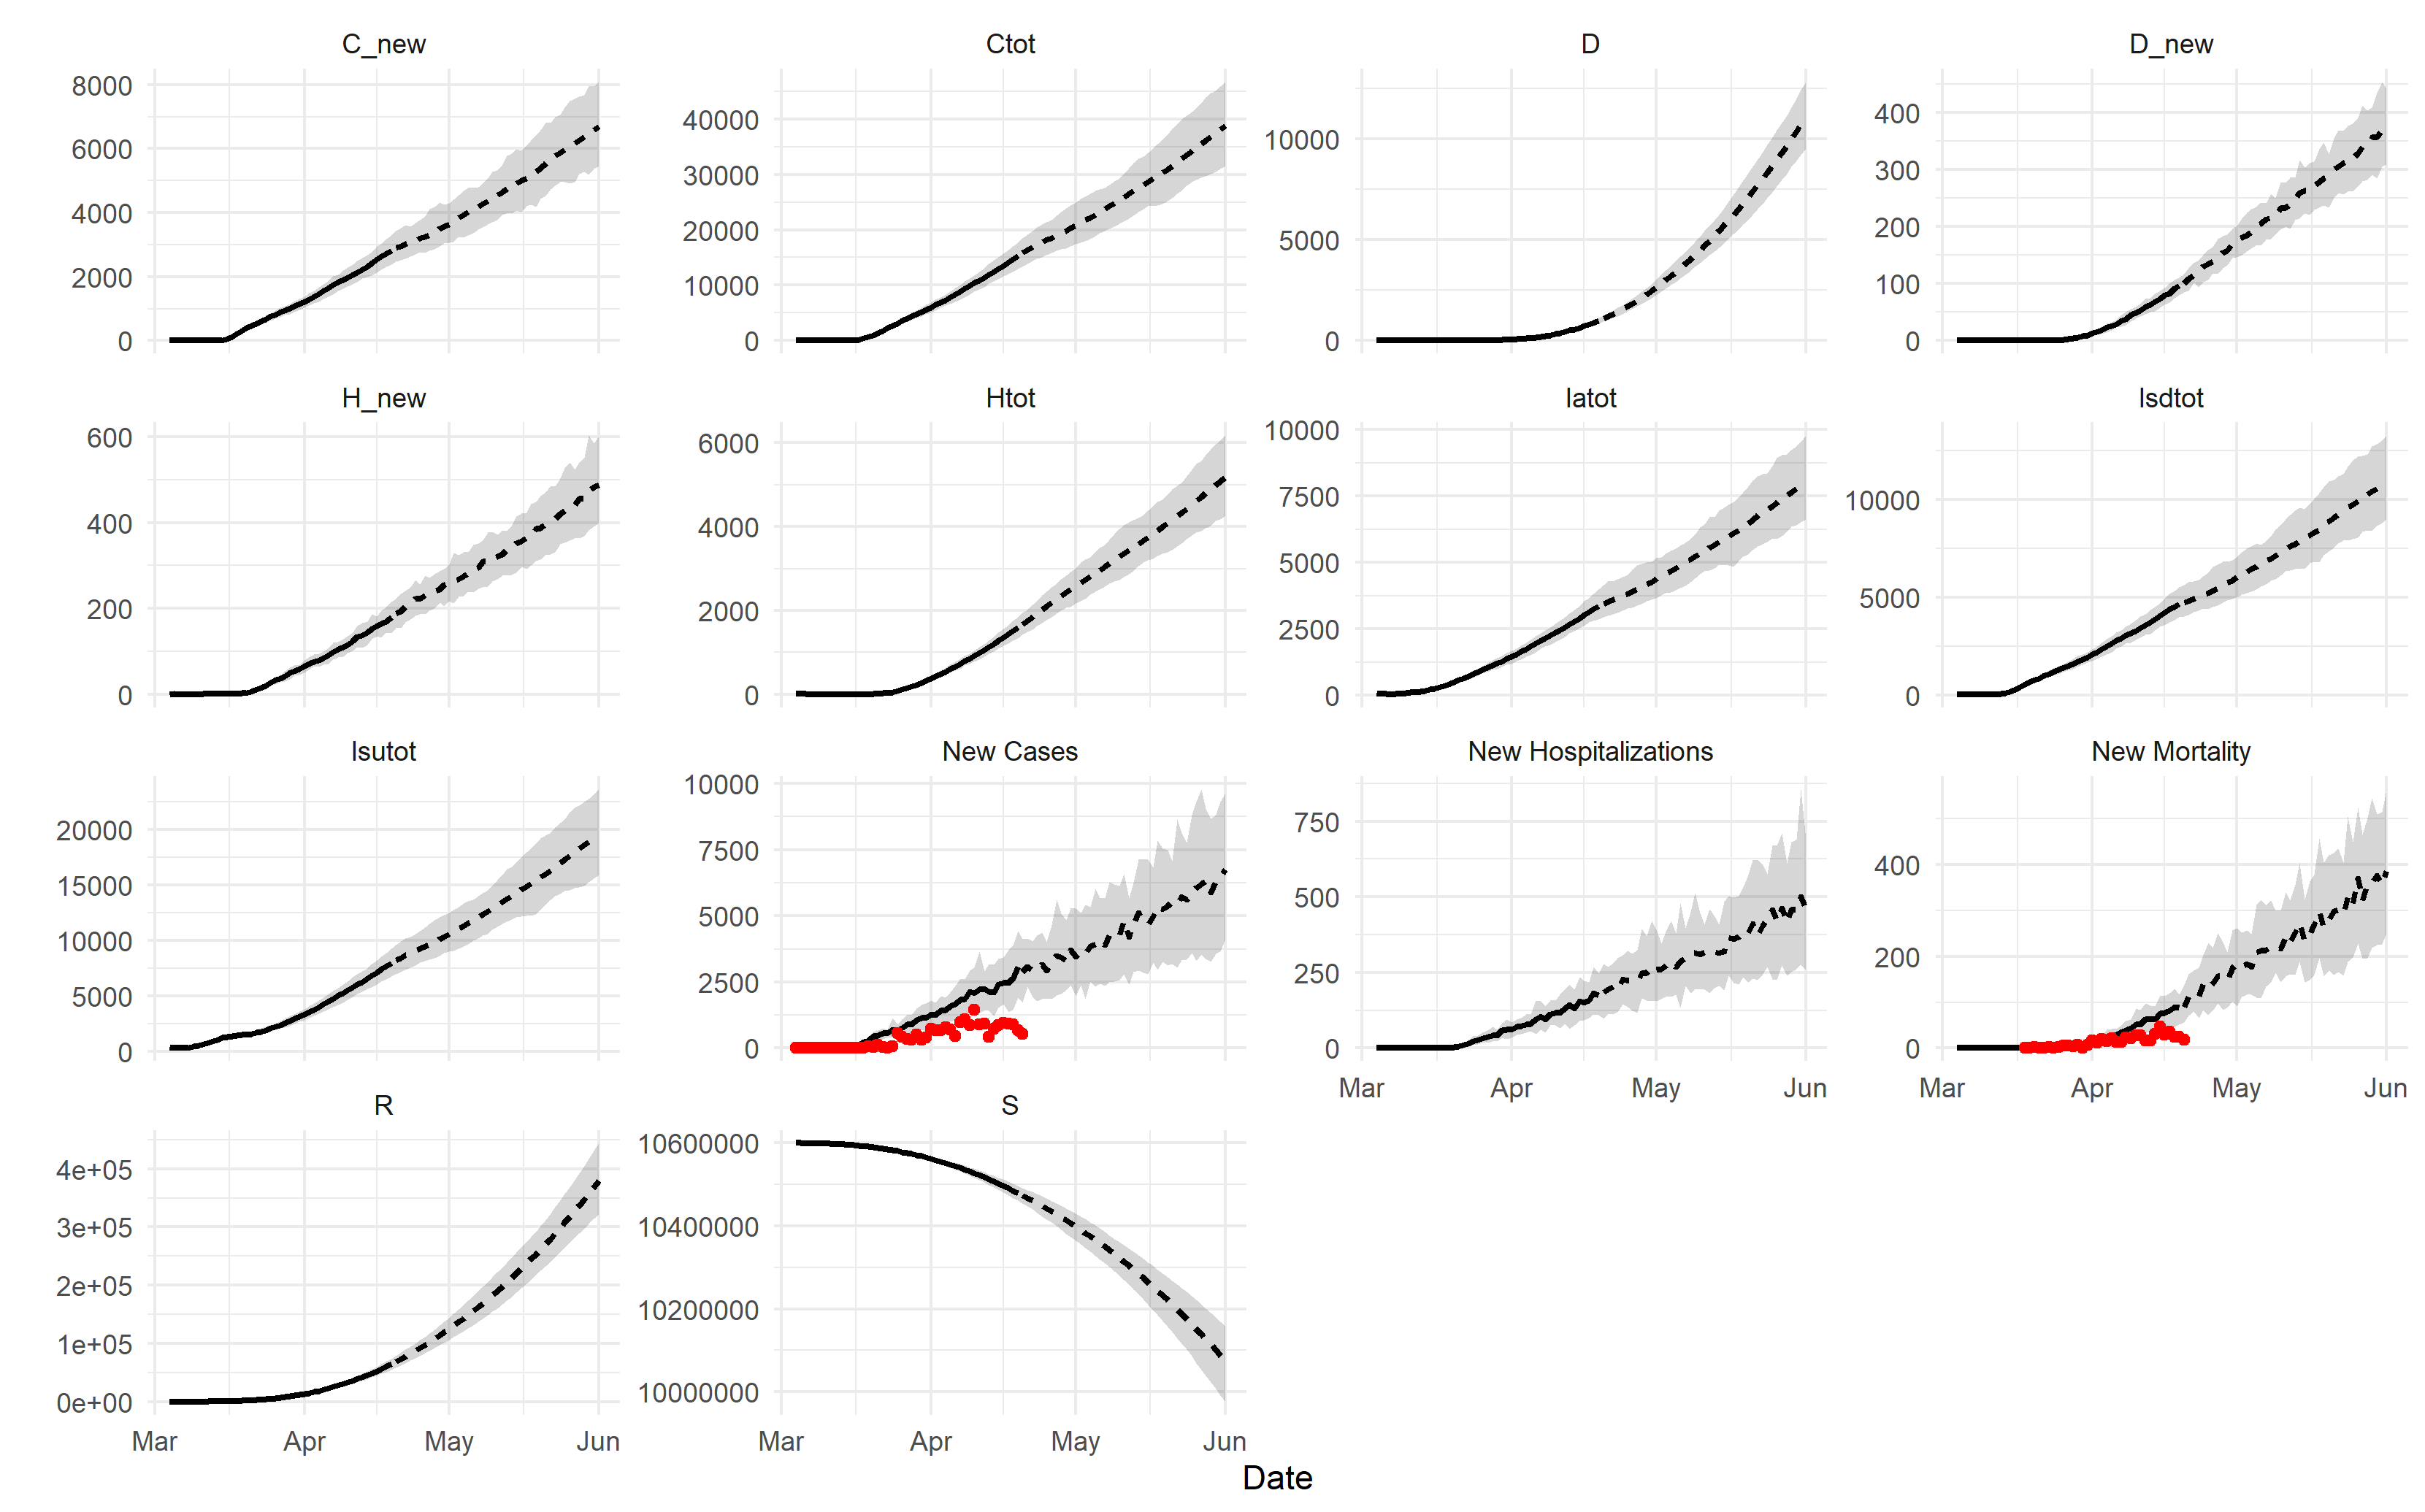 C_new
Ctot
D
D_new
8000
6000
4000
2000
0
40000
30000
20000
10000
0
10000
5000
0
400
300
200
100
0
H_new
Htot
Iatot
Isdtot
600
400
200
0
6000
4000
2000
0
10000
7500
5000
2500
0
10000
5000
0
Isutot
New Cases
New Hospitalizations
New Mortality
20000
15000
10000
5000
0
10000
7500
5000
2500
0
750
500
250
0
400
200
0
Mar Apr May Jun
Mar Apr May Jun
R
S
4e+05
3e+05
2e+05
1e+05
0e+00
10600000
10400000
10200000
10000000
Mar Apr May Jun
Mar Apr May Jun
Date